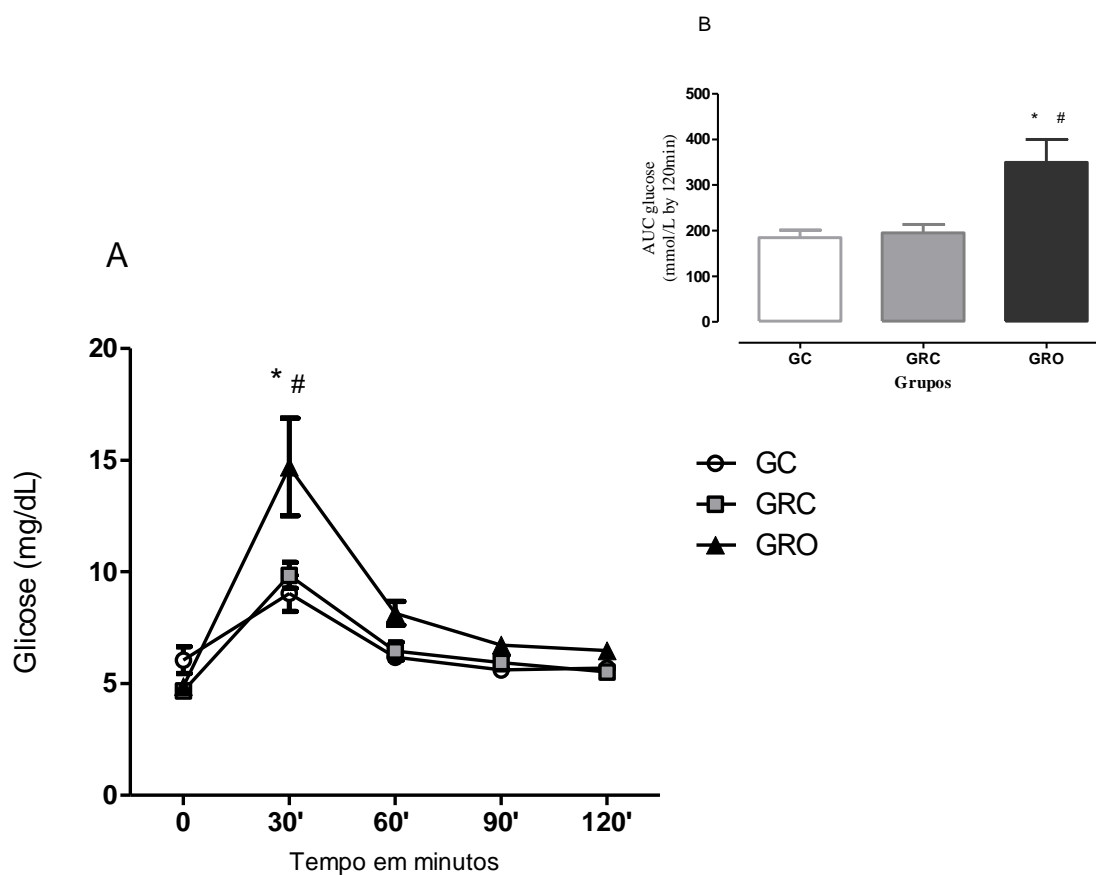 B
500
400
300
200
100
0
AUC glucose
(mmol/L by 120min)
* #
GC GRC GRO
Grupos
A
20
15
10
5
0
Glicose (mg/dL)
* #
0 30' 60' 90' 120'
Tempo em minutos
GC
GRC
GRO